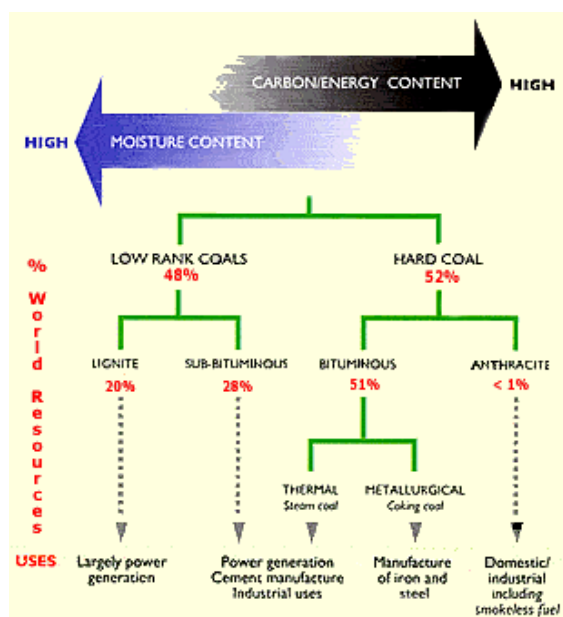 CARBON/ENERGY CONTENT
HIGH
HIGH
MOISTURE CONTENT
% World Resources
LOW RANK COALS
48%
HARD COAL
52%
LIGNITE
20%
SUB-BITUMINOUS
28%
BITUMINOUS
51%
ANTHRACITE
< 1%
THERMAL
Steam coal
METALLURGICAL
Coking coal
USES
Largely power
generation
Power generation
Cement manufacture
Industrial uses
Manufacture
of iron and
steel
Domestic/
industrial
including
smokeless fuel